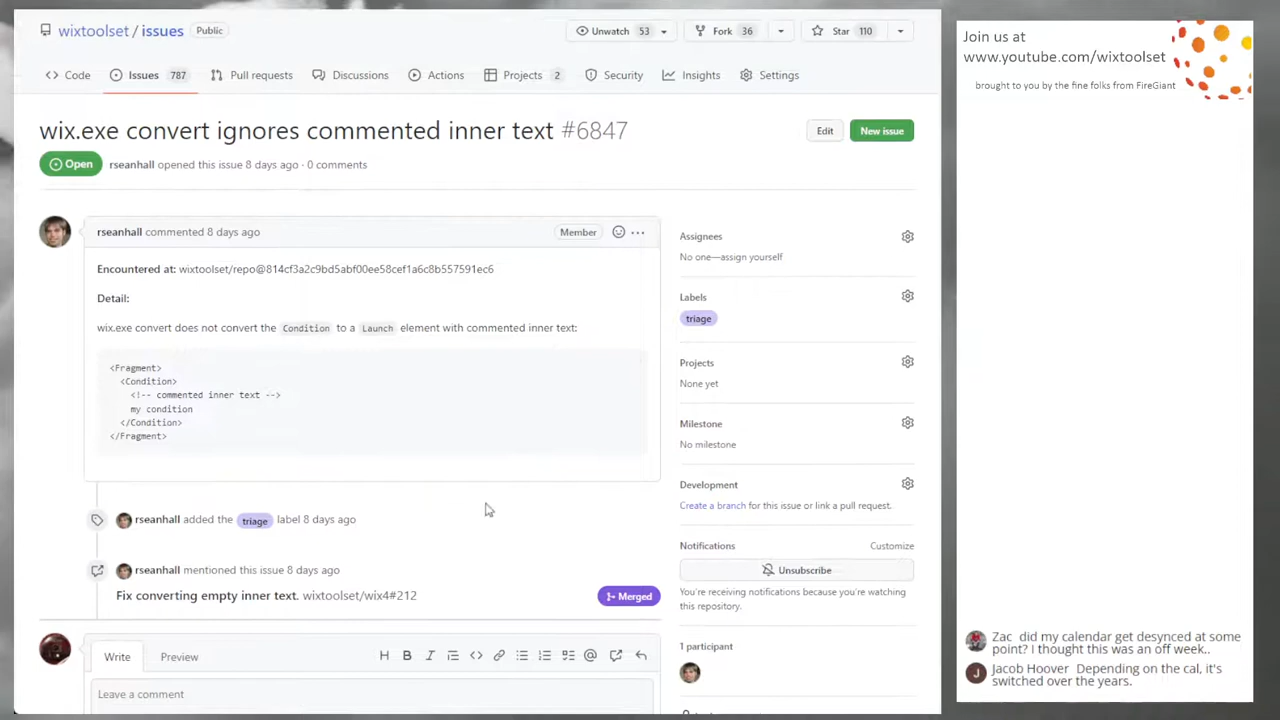 wixtoolset / issues Public
Unwatch 53
Fork 36
Star 110
Code
Issues 787
Pull requests
Discussions
Actions
Projects 2
Security
Insights
Settings
wix.exe convert ignores commented inner text #6847
Edit
New issue
Open
rseanhall opened this issue 8 days ago · 0 comments
rseanhall commented 8 days ago
Member
Encountered at: wixtoolset/repo@814cf3a2c9bd5abf00ee58cef1a6c8b557591ec6
Detail:
wix.exe convert does not convert the Condition to a Launch element with commented inner text:
<Fragment>
<Condition>
<!-- commented inner text -->
my condition
</Condition>
</Fragment>
rseanhall added the triage label 8 days ago
rseanhall mentioned this issue 8 days ago
Fix converting empty inner text. wixtoolset/wix4#212
Merged
Write
Preview
Leave a comment
Assignees
No one—assign yourself
Labels
triage
Projects
None yet
Milestone
No milestone
Development
Create a branch for this issue or link a pull request.
Notifications
Customize
Unsubscribe
You're receiving notifications because you're watching
this repository.
1 participant
Join us at
www.youtube.com/wixtoolset
brought to you by the fine folks from FireGiant
Zac did my calendar get desynced at some
point? I thought this was an off week..
J
Jacob Hoover Depending on the cal, it's
switched over the years.